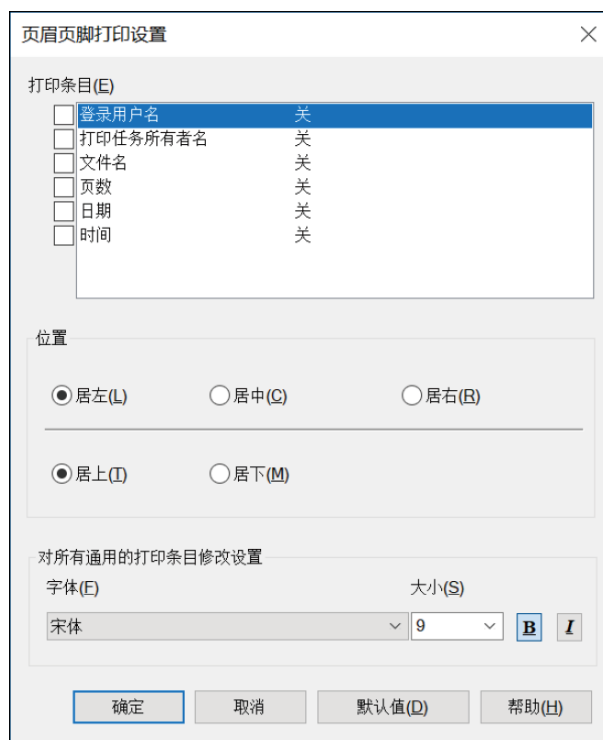 页眉页脚打印设置
打印条目(E)
登录用户名 关
打印任务所有者名 关
文件名 关
页数 关
日期 关
时间 关
位置
居左(L) 居中(C) 居右(R)
居上(T) 居下(M)
对所有通用的打印条目修改设置
字体(F) 大小(S)
宋体 9 B I
确定 取消 默认值(D) 帮助(H)